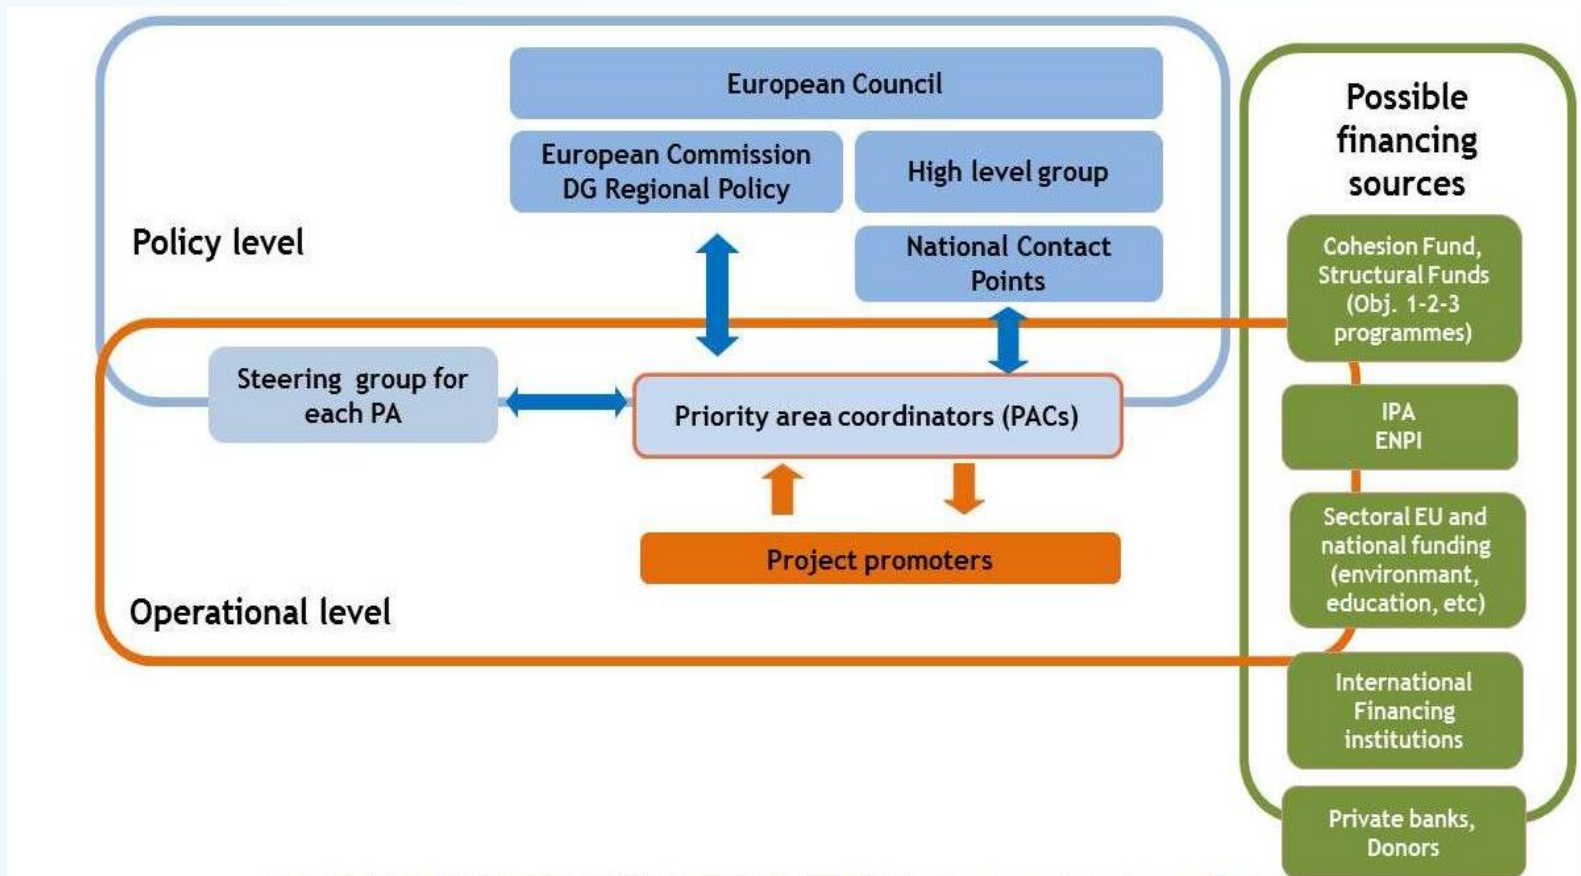 European Council
European Commission
DG Regional Policy
High level group
Policy level
National Contact
Points
Steering group for
each PA
Priority area coordinators (PACs)
Project promoters
Operational level
Possible
financing
sources
Cohesion Fund,
Structural Funds
(Obj. 1-2-3
programmes)
IPA
ENPI
Sectoral EU and
national funding
(environmant,
education, etc)
International
Financing
institutions
Private banks,
Donors